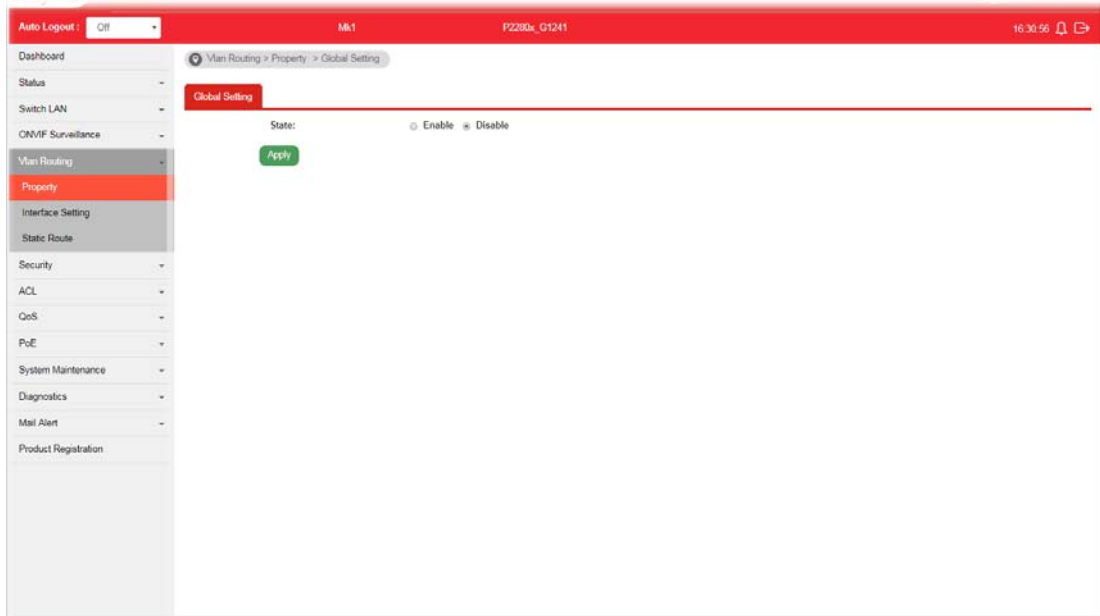 Auto Logout : Off Mk1 P2280x_G1241 16:30:56
Dashboard
Vlan Routing > Property > Global Setting
Status
Global Setting
Switch LAN
State: Enable Disable
ONVIF Surveillance
Apply
Vlan Routing
Property
Interface Setting
Static Route
Security
ACL
QoS
PoE
System Maintenance
Diagnostics
Mail Alert
Product Registration